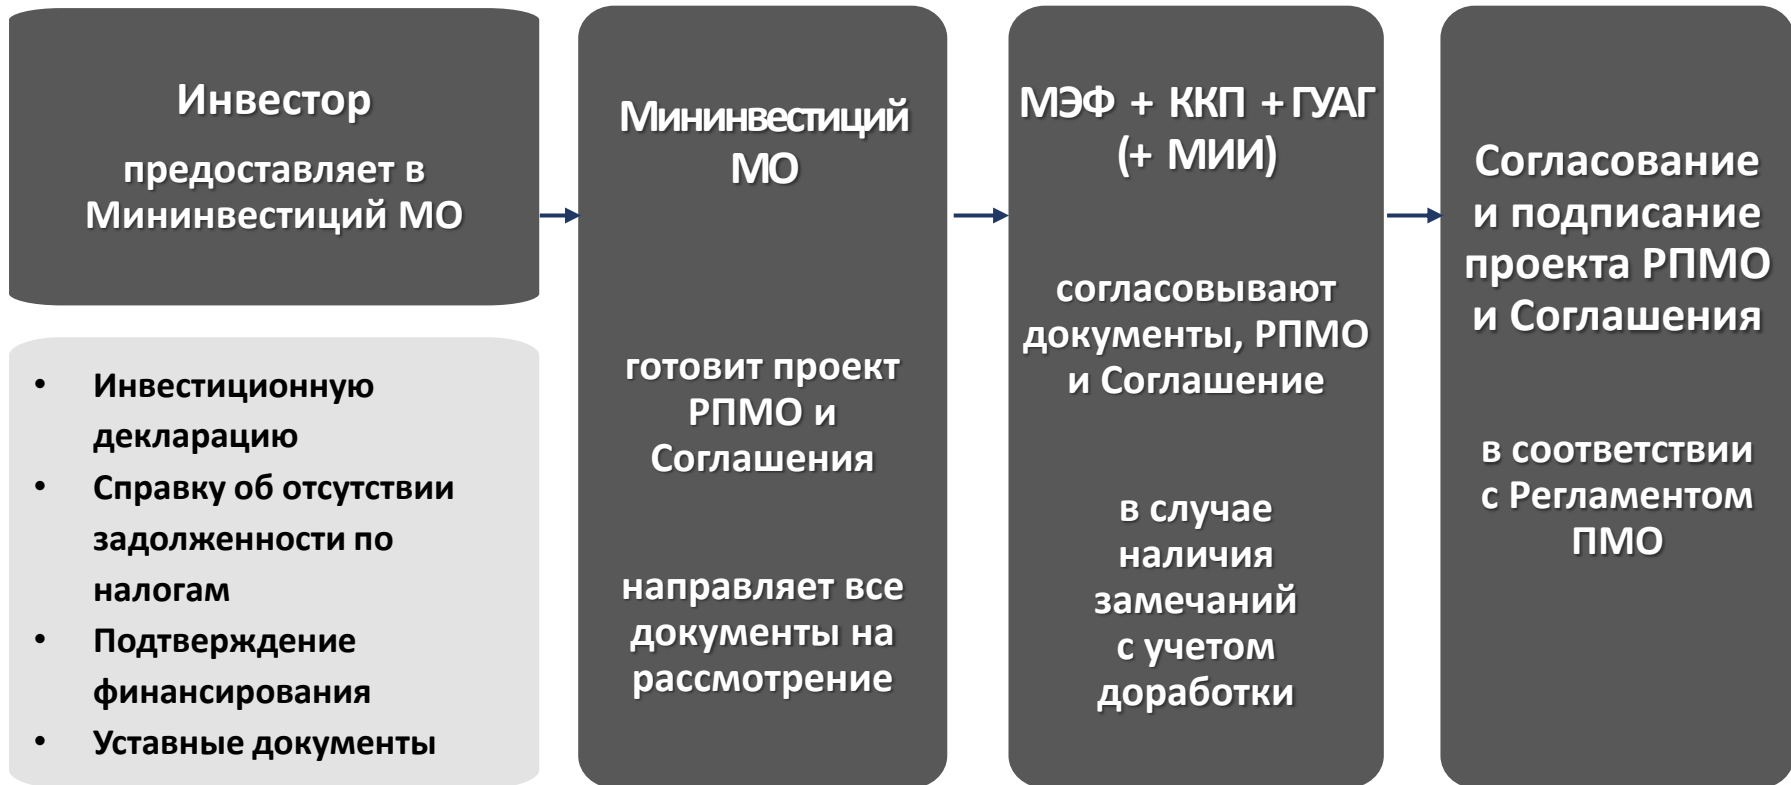 Инвестор
предоставляет в
Мининвестиций МО
• Инвестиционную
декларацию
• Справку об отсутствии
задолженности по
налогам
• Подтверждение
финансирования
• Уставные документы
Мининвестиций
МО
готовит проект
РПМО и
Соглашения
направляет все
документы на
рассмотрение
МЭФ + ККП + ГУАГ
(+ МИИ)
согласовывают
документы, РПМО
и Соглашение
в случае
наличия
замечаний
с учетом
доработки
Согласование
и подписание
проекта РПМО
и Соглашения
в соответствии
с Регламентом
ПМО